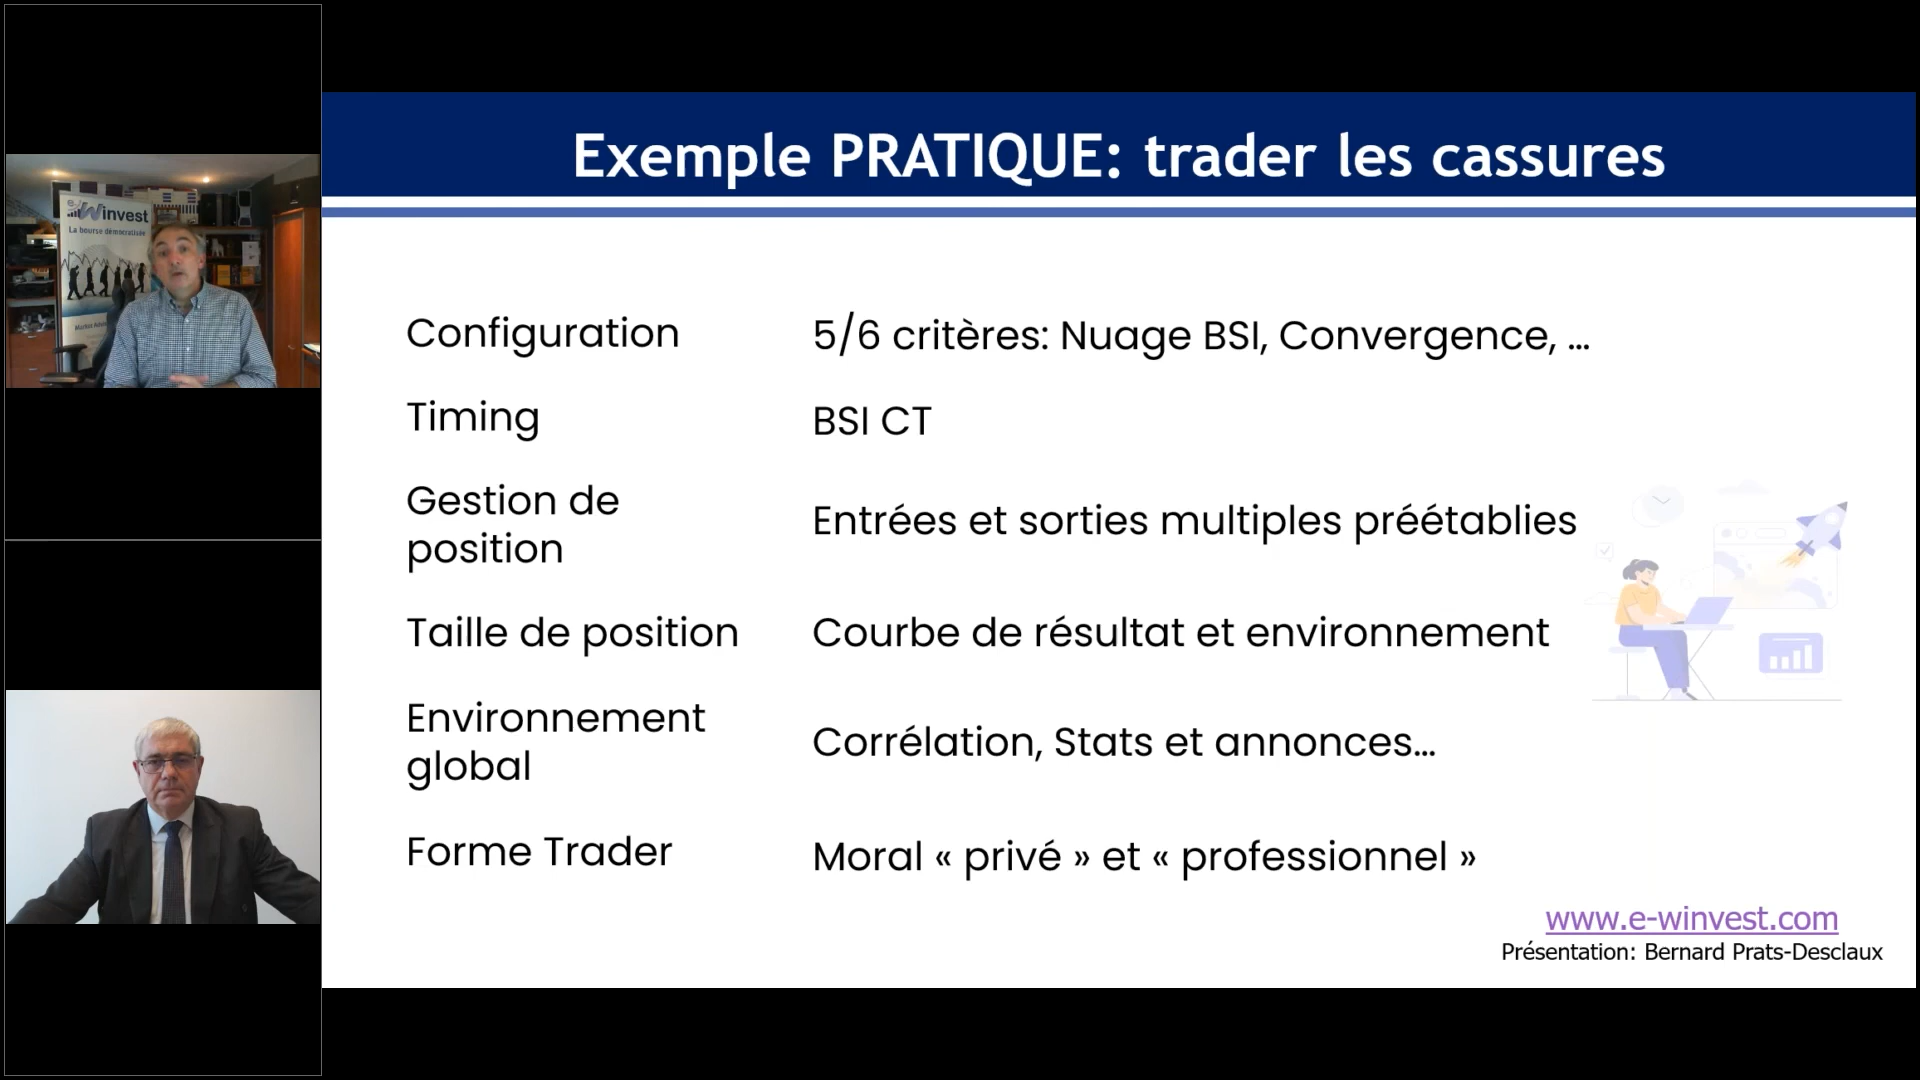 e-Winvest
La bourse démocratisée
Exemple PRATIQUE: trader les cassures
Configuration
5/6 critères: Nuage BSI, Convergence, ...
Timing
BSI CT
Gestion de
position
Entrées et sorties multiples préétablies
Taille de position
Courbe de résultat et environnement
Environnement
global
Corrélation, Stats et annonces...
Forme Trader
Moral « privé » et « professionnel »
www.e-winvest.com
Présentation: Bernard Prats-Desclaux